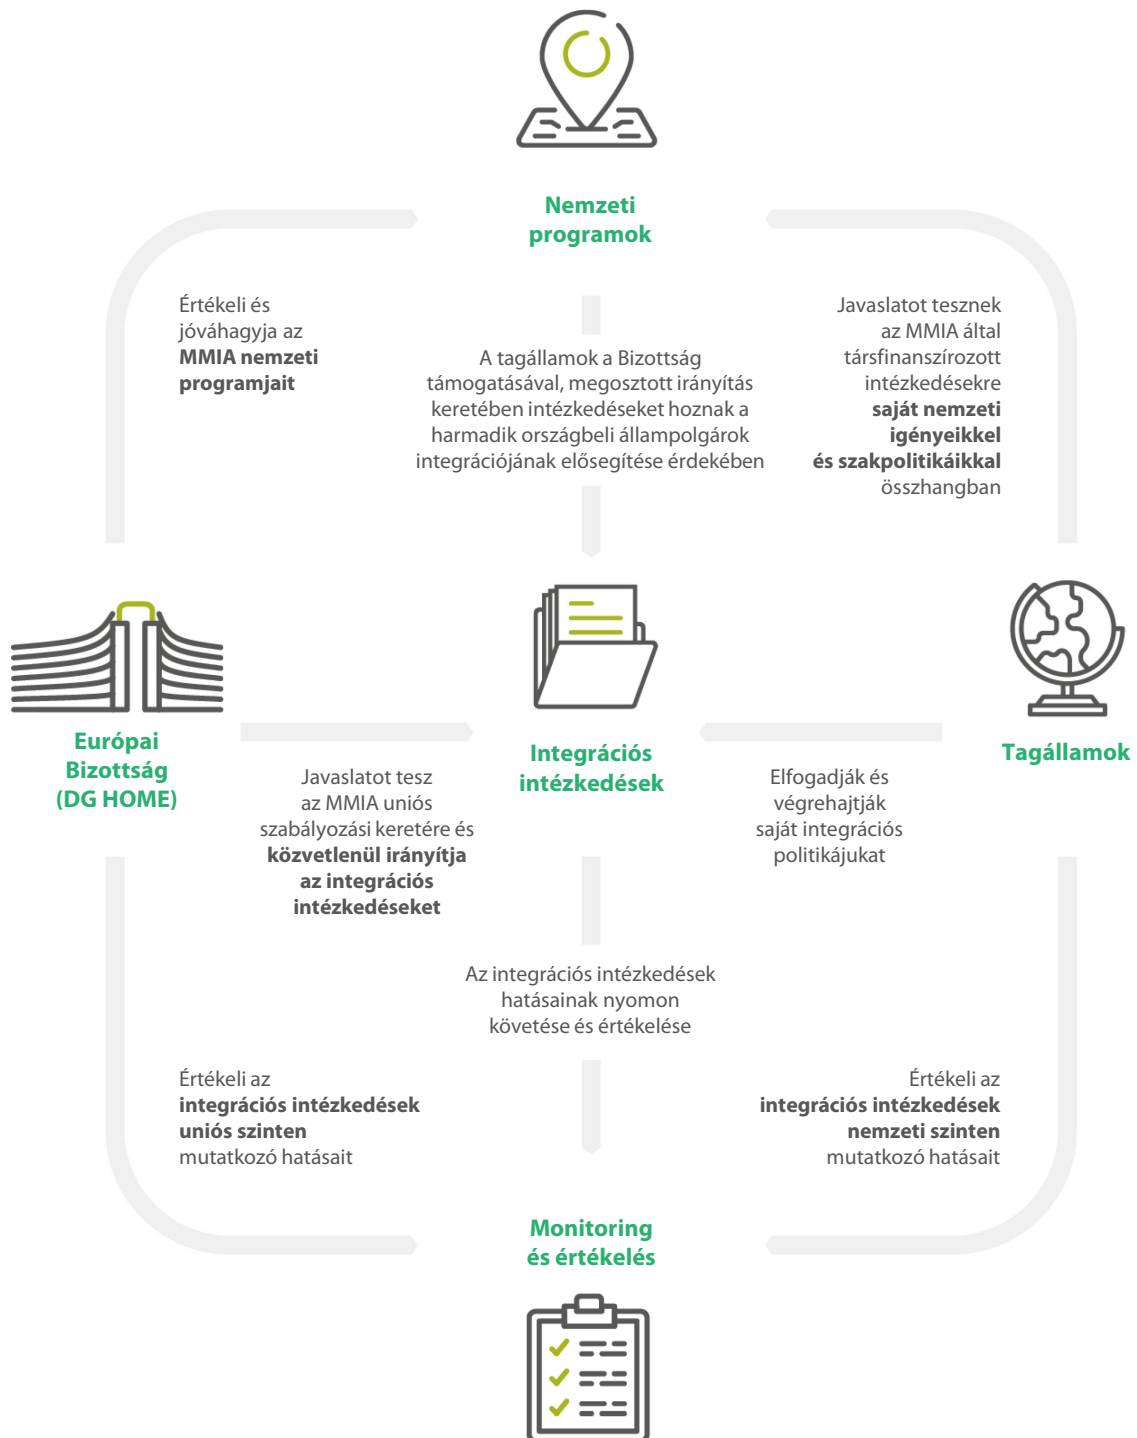 Nemzeti
programok
Értékeli és
jóváhagyja az
MMIA nemzeti
programjait
A tagállamok a Bizottság
támogatásával, megosztott irányítás
keretében intézkedéseket hoznak a
harmadik országbeli állampolgárok
integrációjának elősegítése érdekében
Javaslatot tesznek
az MMIA által
társfinanszírozott
intézkedésekre
saját nemzeti
igényeikkel
és szakpolitikáikkal
összhangban
Európai
Bizottság
(DG HOME)
Integrációs
intézkedések
Tagállamok
Javaslatot tesz
az MMIA uniós
szabályozási keretére és
közvetlenül irányítja
az integrációs
intézkedéseket
Elfogadják és
végrehajtják
saját integrációs
politikájukat
Az integrációs intézkedések
hatásainak nyomon
követése és értékelése
Értékeli az
integrációs intézkedések
uniós szinten
mutatkozó hatásait
Értékeli az
integrációs intézkedések
nemzeti szinten
mutatkozó hatásait
Monitoring
és értékelés